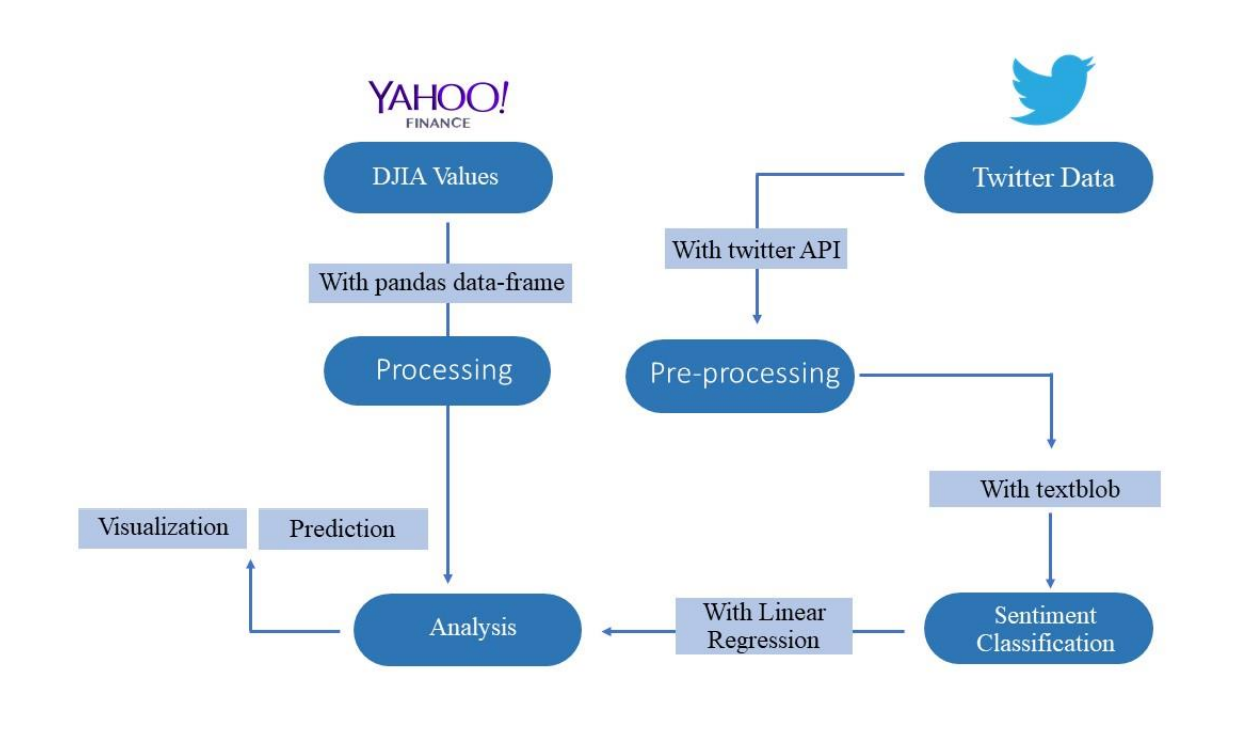 YAHOO!
FINANCE
DJIA Values
Twitter Data
With twitter API
With pandas data-frame
Processing
Pre-processing
With textblob
Visualization
Prediction
Analysis
With Linear
Regression
Sentiment
Classification